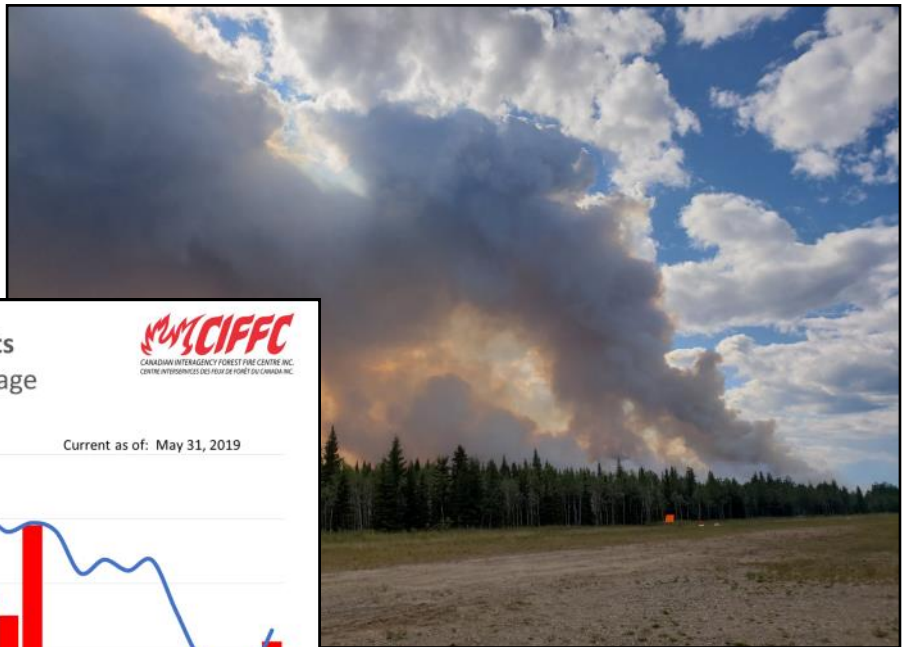 ts
age
CIFFC
CANADIAN INTERAGENCY FOREST FIRE CENTRE INC.
CENTRE INTERSERVICES DES FEUX DE FORÊT DU CANADA INC.
Current as of: May 31, 2019